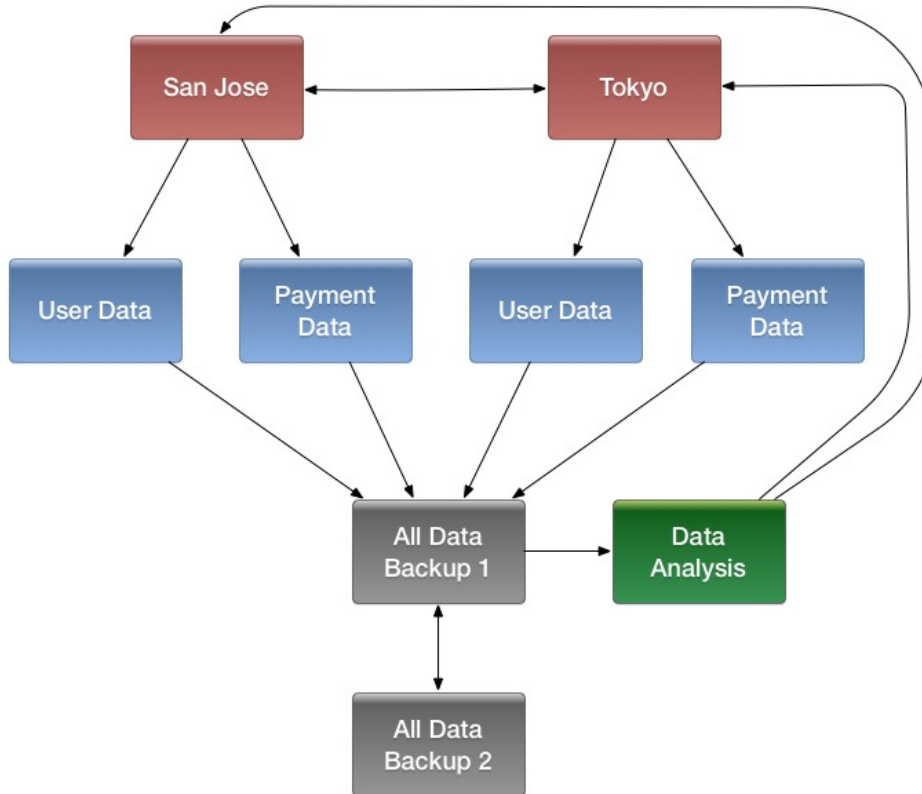 San Jose
Tokyo
User Data
Payment
Data
User Data
Payment
Data
All Data
Backup 1
Data
Analysis
All Data
Backup 2